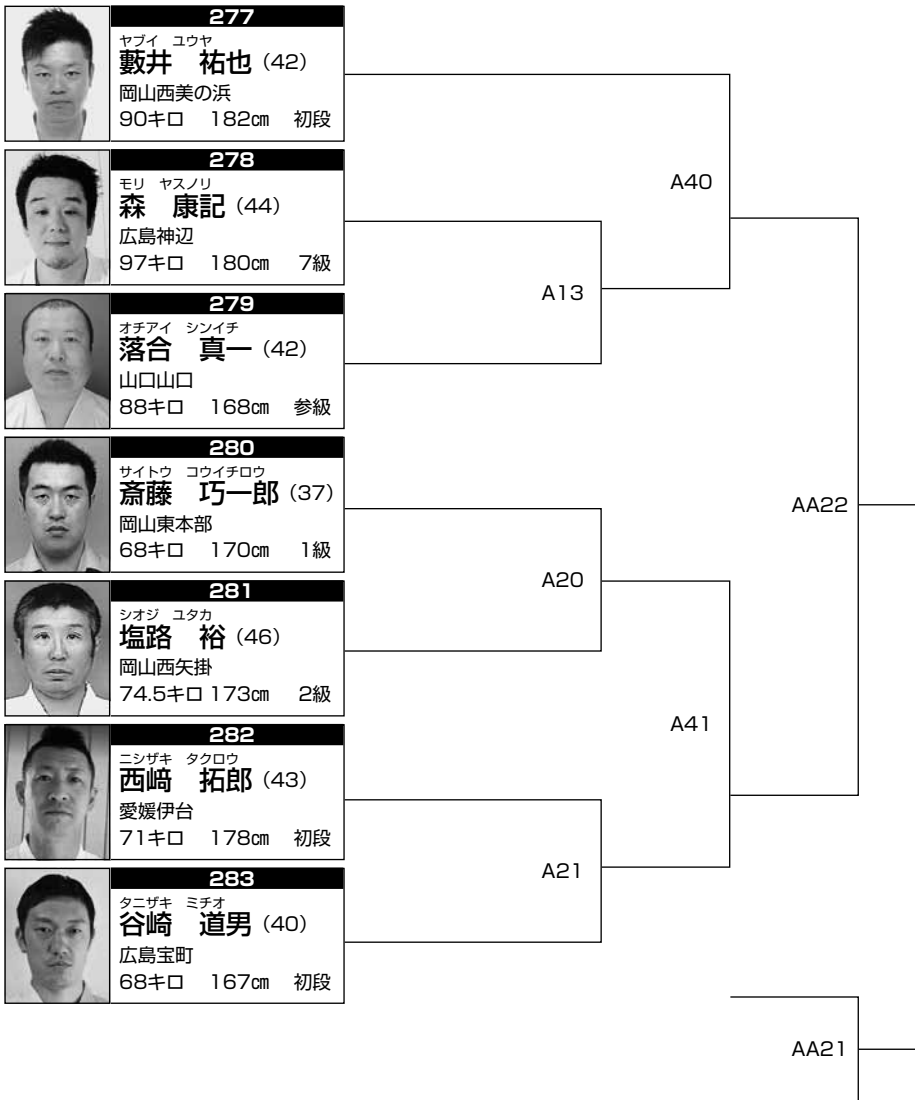 277
ヤブイ ユウヤ
藪井 祐也 (42)
岡山西美の浜
90キロ 182㎝ 初段
278
モリ ヤスノリ
森 康記 (44)
広島神辺
97キロ 180㎝ 7級
279
オチアイ シンイチ
落合 真一 (42)
山口山口
88キロ 168㎝ 参級
280
サイトウ コウイチロウ
斎藤 巧一郎 (37)
岡山東本部
68キロ 170㎝ 1級
281
シオジ ユタカ
塩路 裕 (46)
岡山西矢掛
74.5キロ 173㎝ 2級
282
ニシザキ タクロウ
西﨑 拓郎 (43)
愛媛伊台
71キロ 178㎝ 初段
283
タニザキ ミチオ
谷崎 道男 (40)
広島宝町
68キロ 167㎝ 初段
A40
A13
AA22
A20
A41
A21
AA21